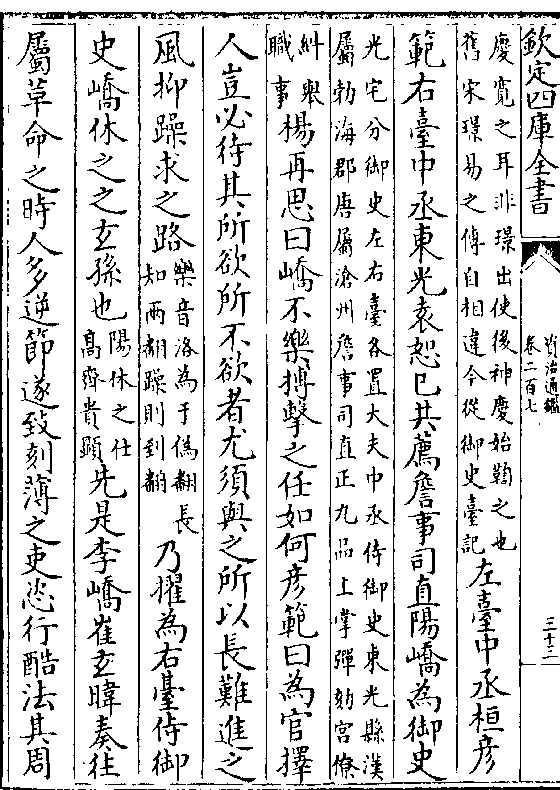 欽定四庫全書
資治通鑑
卷二百七
三十二
慶寛之耳非璟出使後神慶始鞫之也
舊宋璟易之傳自相違今從御史臺記
左臺中丞桓彦
範右臺中丞東光袁恕已共薦詹事司直陽嶠為御史
光宅分御史左右臺各置大夫中丞侍御史東光縣漢
屬勃海郡唐屬滄州詹事司直正九品上掌彈劾宫僚
糾舉
職事
楊再思曰嶠不樂搏擊之任如何彦範曰為官擇
人豈必待其所欲所不欲者尤須與之所以長難進之
風抑躁求之路
樂音洛為于偽翻長
知兩翻躁則到翻
乃擢為右臺侍御
史嶠休之之玄孫也
陽休之仕
高齊貴顯
先是李嶠崔玄暐奏往
屬革命之時人多逆節遂致刻薄之吏恣行酷法其周